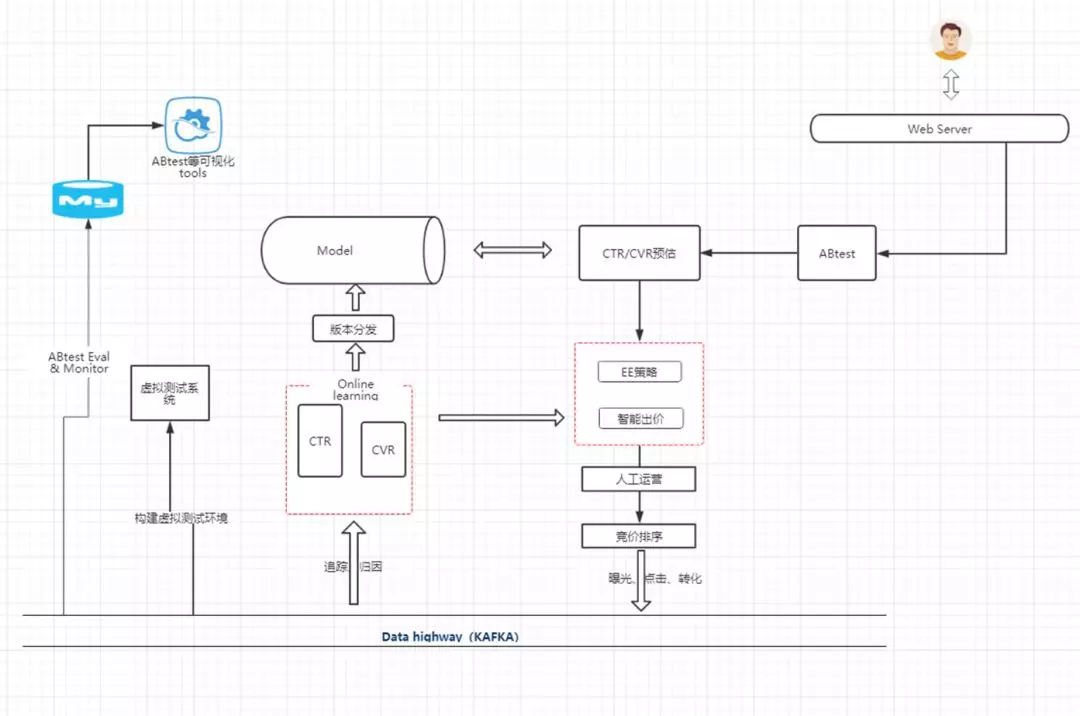 Web Server
ABtest等可视化
tools
My
Model
CTR/CVR预估
ABtest
版本分发
ABtest Eval
& Monitor
虚拟测试系
统
Online
learning
CTR
CVR
EE策略
智能出价
人工运营
构建虚拟测试环境
竞价排序
追踪、归因
曝光、点击、转化
Data highway（KAFKA）